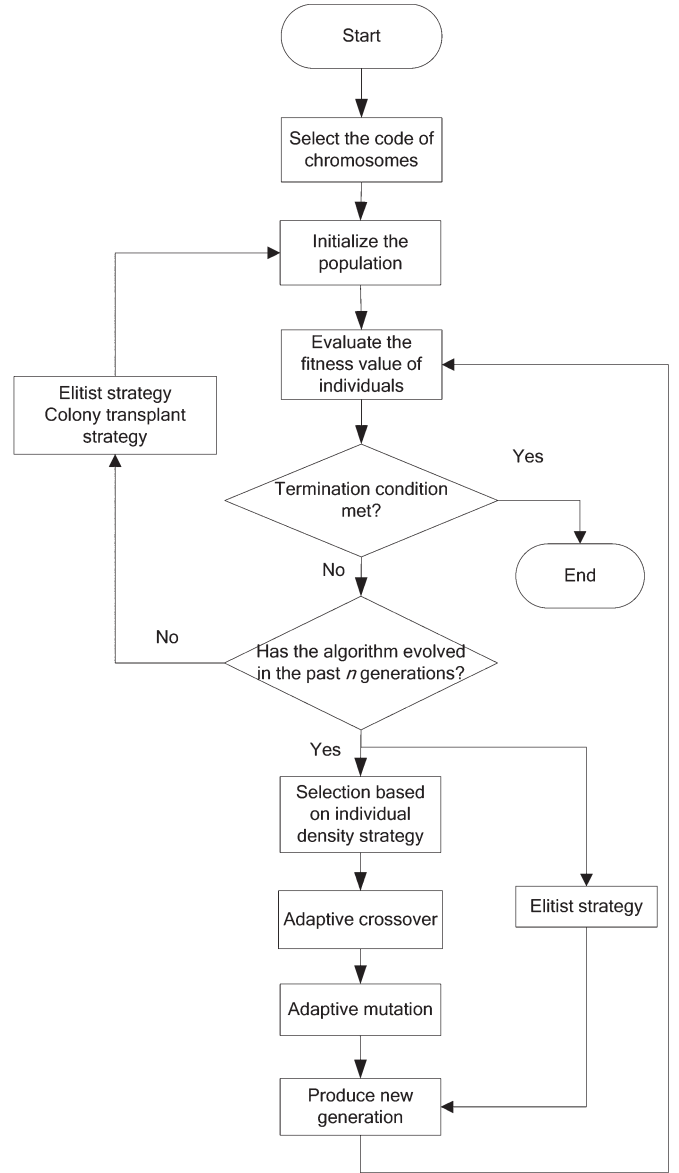 Start
Select the code of
chromosomes
Initialize the
population
Evaluate the
fitness value of
individuals
Elitist strategy
Colony transplant
strategy
Yes
Termination condition
met?
End
No
No
Has the algorithm evolved
in the past n generations?
Yes
Selection based
on individual
density strategy
Elitist strategy
Adaptive crossover
Adaptive mutation
Produce new
generation